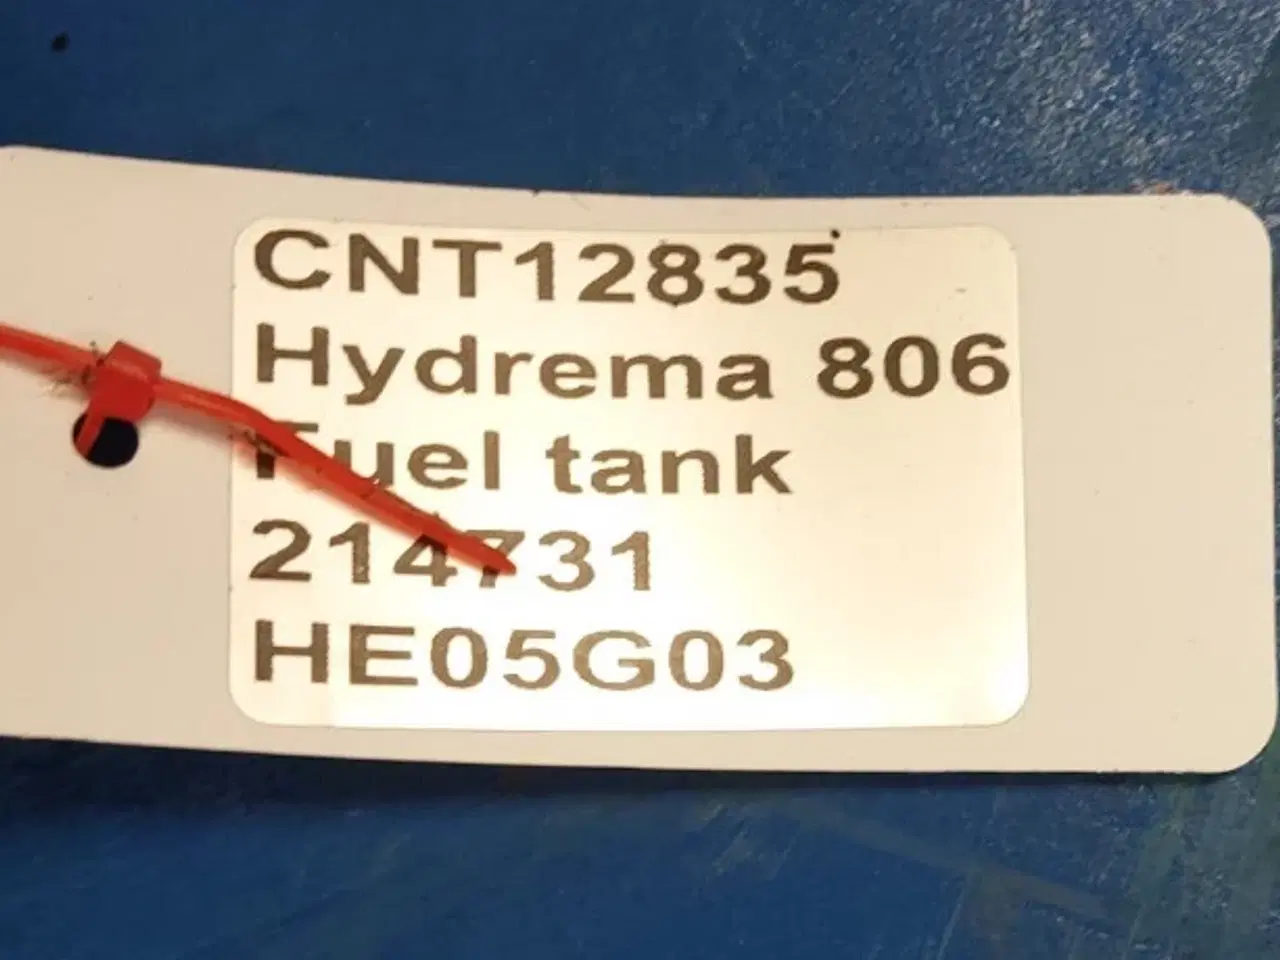 CNT12835
Hydrema 806
Fuel tank
214731
HE05G03